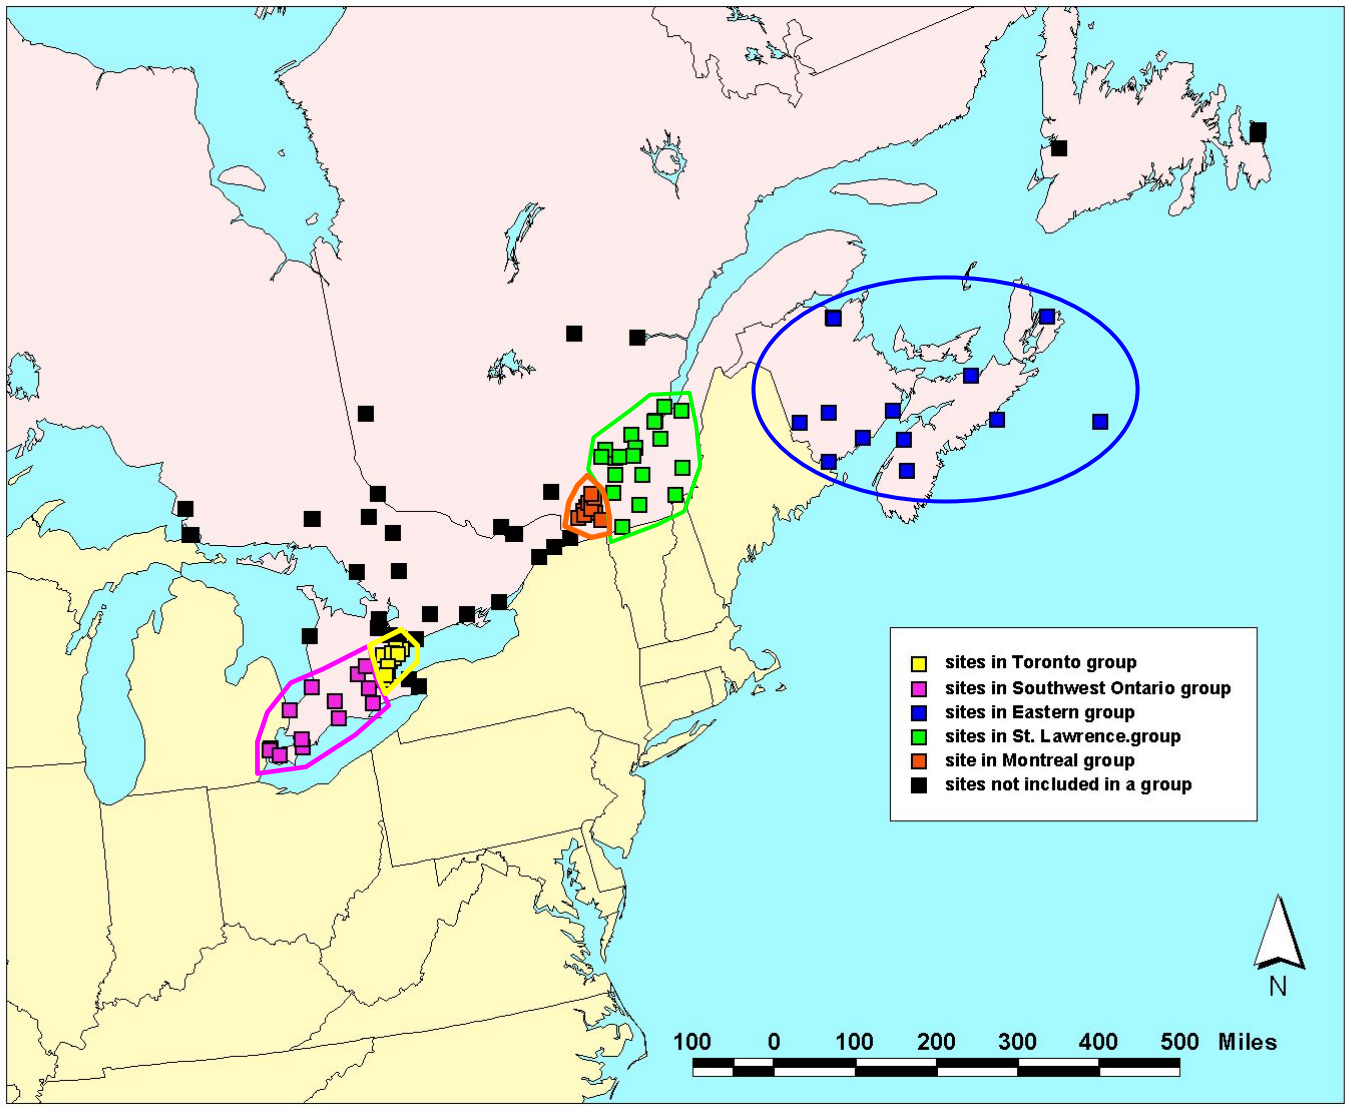 sites in Toronto group
sites in Southwest Ontario group
sites in Eastern group
sites in St. Lawrence.group
site in Montreal group
sites not included in a group
N
100 0 100 200 300 400 500 Miles